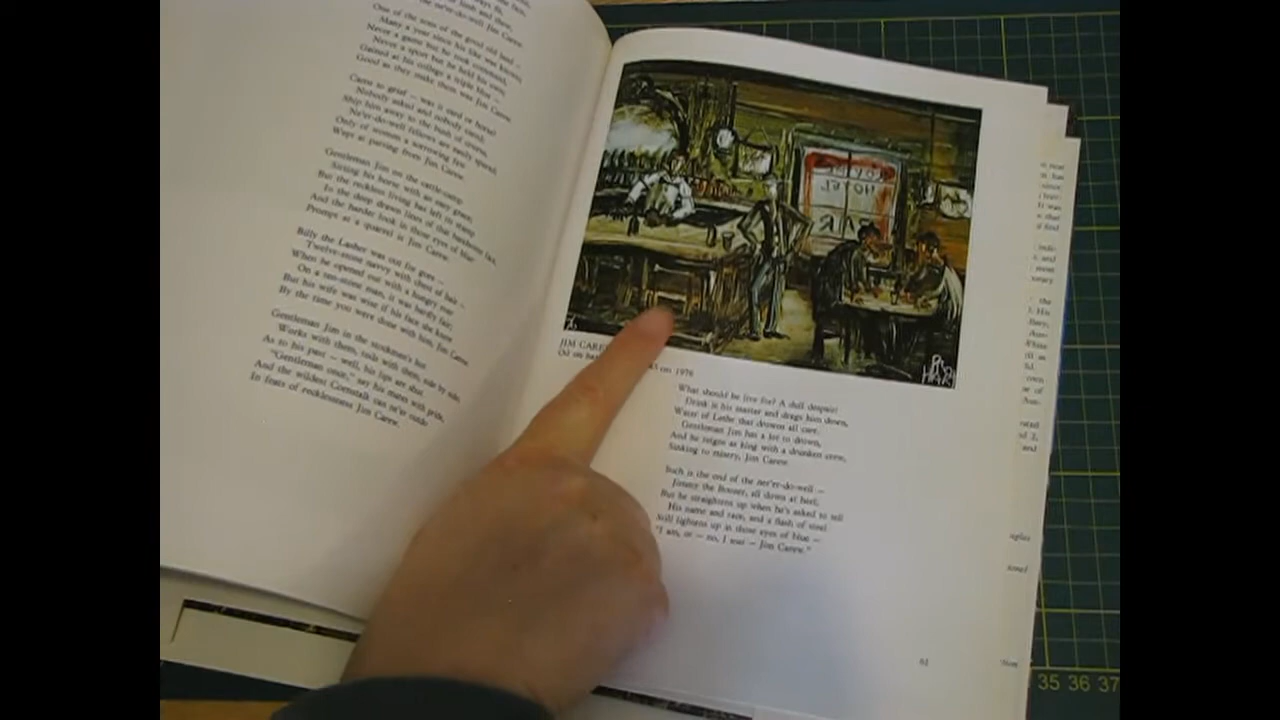 the ne'er-do-well Jim Carew.
One of the sons of the good old land —
Many a year since his like was known;
Never a game but he took command,
Never a sport but he held his own;
Gained at his college a triple blue —
Good as they make them was Jim Carew.
Came to grief — was it card or horse?
Nobody asked and nobody cared;
Ship him away to the bush of course,
Ne'er-do-well fellows are easily spared;
Only of women a sorrowing few
Wept at parting from Jim Carew.
Gentleman Jim on the cattle-camp,
Sitting his horse with an easy grace;
But the reckless living has left its stamp
In the deep drawn lines of that handsome face,
And the harder look in those eyes of blue:
Prompt at a quarrel is Jim Carew.
Billy the Lasher was out for gore —
Twelve-stone navvy with chest of hair —
When he opened out with a hungry roar
On a ten-stone man, it was hardly fair;
But his wife was wise if his face she knew
By the time you were done with him, Jim Carew.
Gentleman Jim in the stockmen's hut
Works with them, toils with them, side by side;
As to his past — well, his lips are shut.
"Gentleman once," say his mates with pride,
And the wildest Cornstalk can ne'er outdo
In feats of recklessness Jim Carew.
HOTEL
BAR
JIM CAREW
Oil on
1976
What should he live for? A dull despair!
Drink is his master and drags him down,
Water of Lethe that drowns all care.
Gentleman Jim has a lot to drown,
And he reigns as king with a drunken crew,
Sinking to misery, Jim Carew.
Such is the end of the ne'er-do-well —
Jimmy the Boozer, all down at heel;
But he straightens up when he's asked to tell
His name and race, and a flash of steel
Still lightens up in those eyes of blue —
"I am, or — no, I was — Jim Carew."
35 36 37